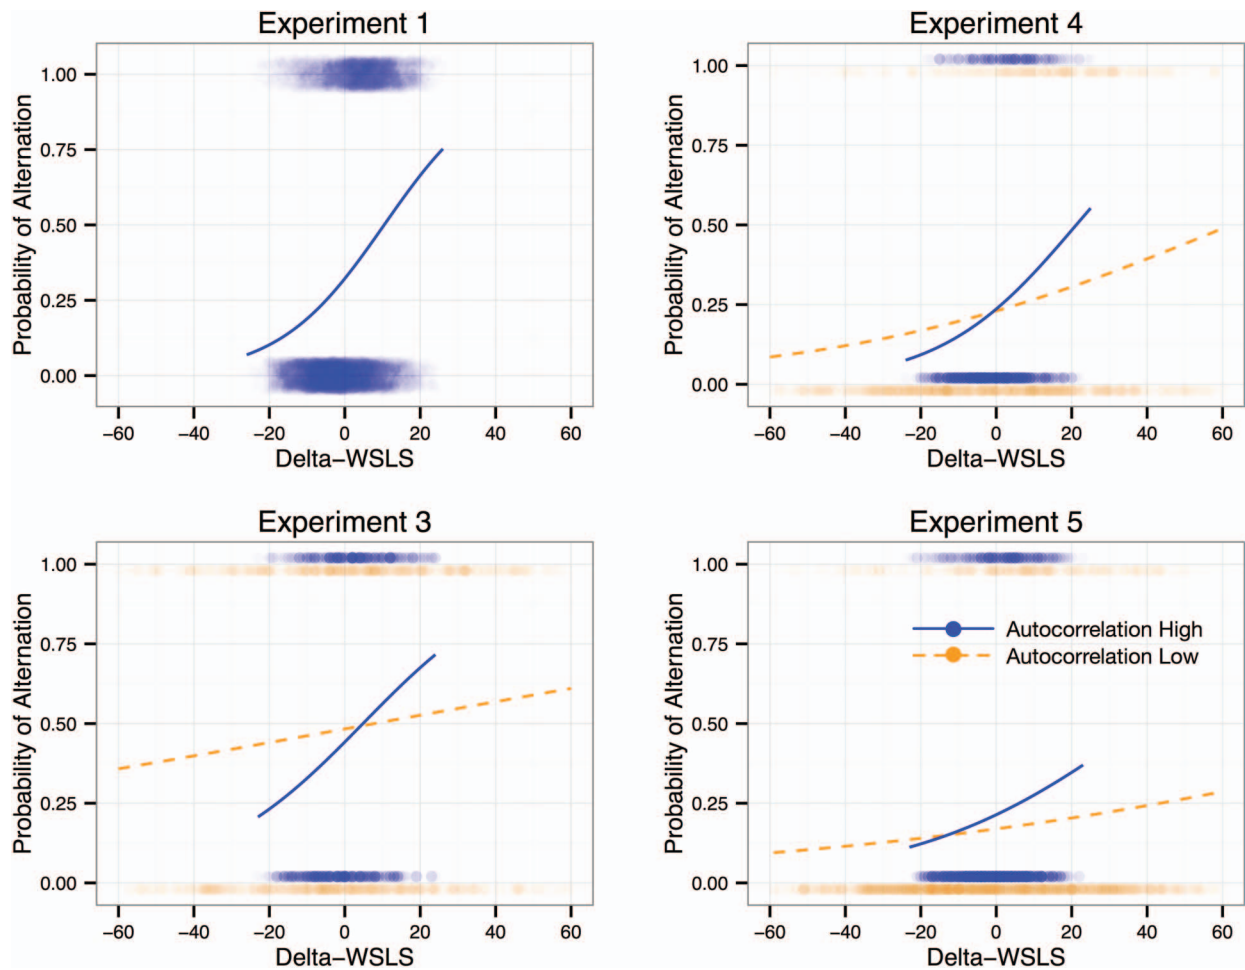 Experiment 1
Probability of Alternation
1.00
0.75
0.50
0.25
0.00
−60 −40 −20 0 20 40 60
Delta−WSLS
Experiment 4
Probability of Alternation
1.00
0.75
0.50
0.25
0.00
−60 −40 −20 0 20 40 60
Delta−WSLS
Experiment 3
Probability of Alternation
1.00
0.75
0.50
0.25
0.00
−60 −40 −20 0 20 40 60
Delta−WSLS
Experiment 5
Probability of Alternation
1.00
0.75
0.50
0.25
0.00
Autocorrelation High
Autocorrelation Low
−60 −40 −20 0 20 40 60
Delta−WSLS